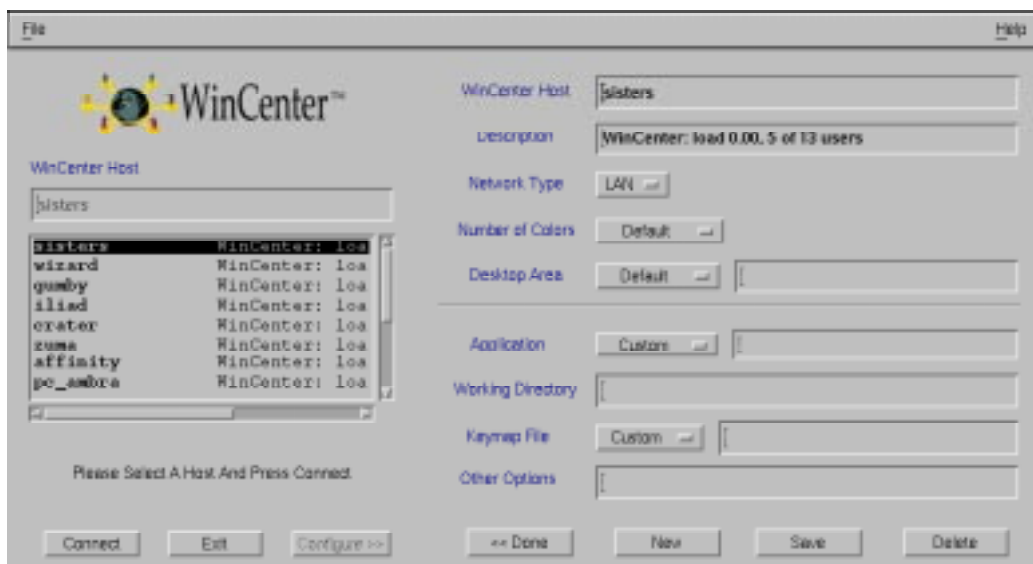 File Help
WinCenter™
WinCenter Host
sisters
sisters WinCenter: loa
wizard WinCenter: loa
gumby WinCenter: loa
iliad WinCenter: loa
crater WinCenter: loa
zuma WinCenter: loa
affinity WinCenter: loa
pc_ambra WinCenter: loa
Please Select A Host And Press Connect
Connect Exit Configure >>
WinCenter Host sisters
Description WinCenter: load 0.00, 5 of 13 users
Network Type LAN
Number of Colors Default
Desktop Area Default
Application Custom
Working Directory
Keymap File Custom
Other Options
<< Done New Save Delete